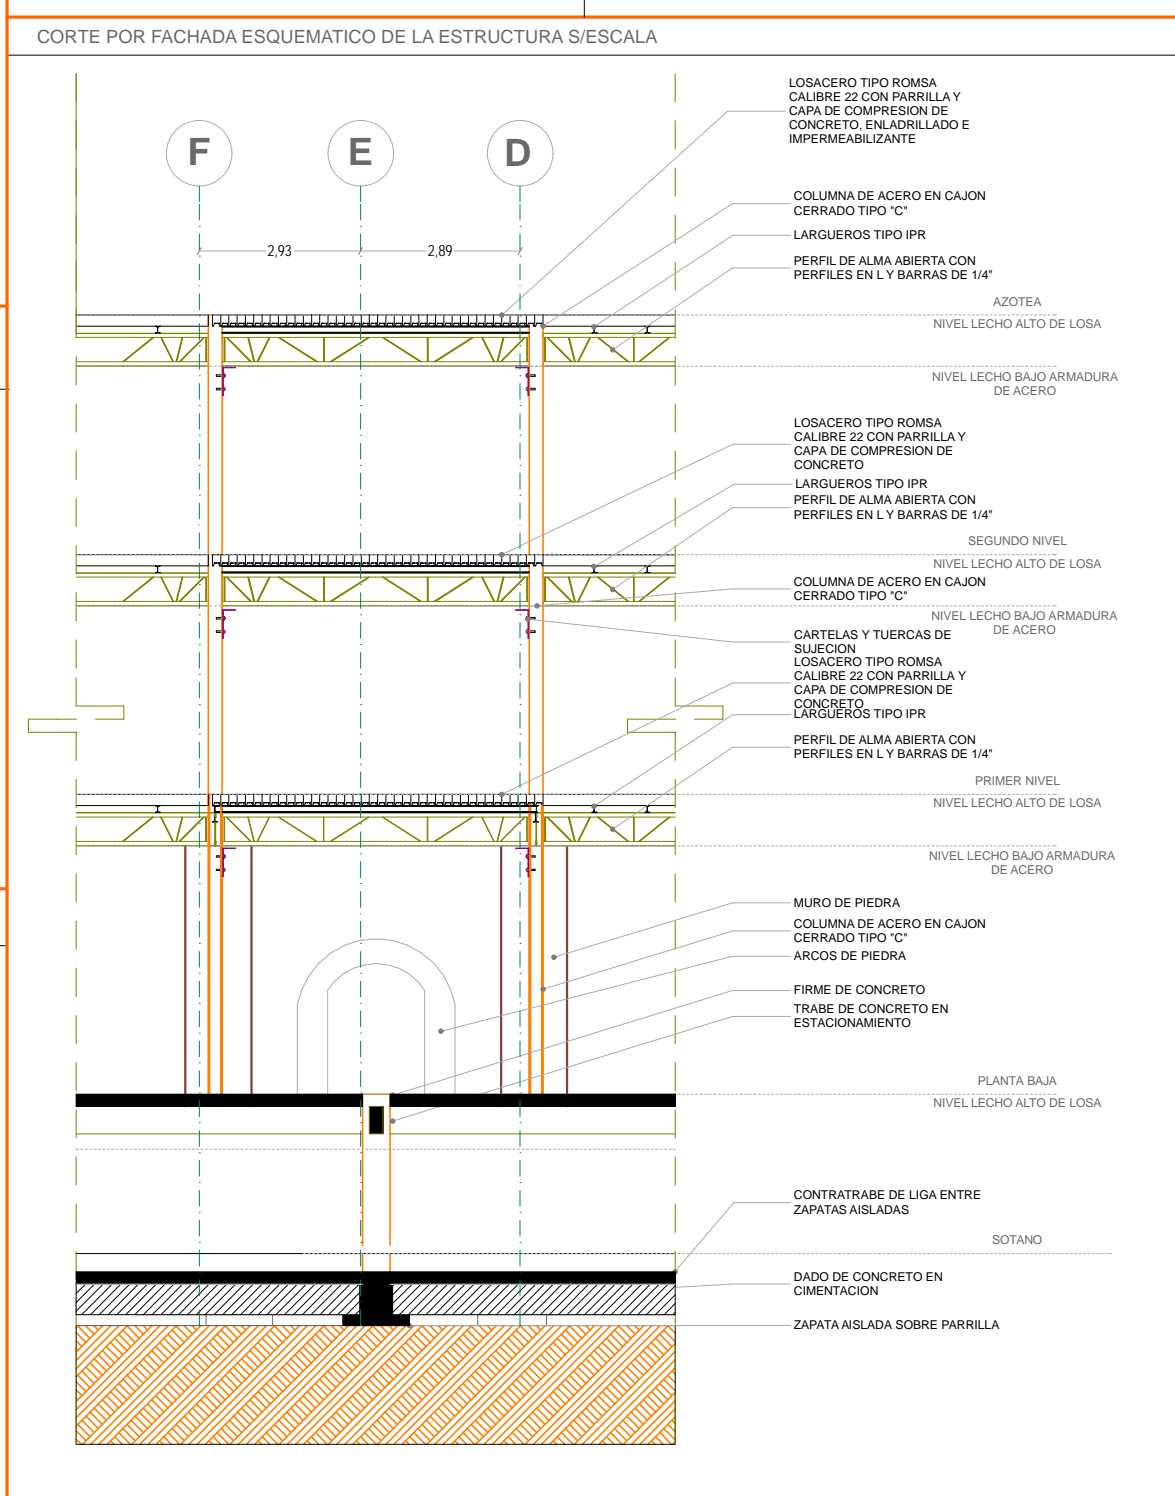 CORTE POR FACHADA ESQUEMATICO DE LA ESTRUCTURA S/ESCALA
LOSACERO TIPO ROMSA
CALIBRE 22 CON PARRILLA Y
CAPA DE COMPRESION DE
CONCRETO, ENLADRILLADO E
IMPERMEABILIZANTE
F
E
D
COLUMNA DE ACERO EN CAJON
CERRADO TIPO "C"
LARGUEROS TIPO IPR
2,93
2,89
PERFIL DE ALMA ABIERTA CON
PERFILES EN L Y BARRAS DE 1/4"
AZOTEA
NIVEL LECHO ALTO DE LOSA
NIVEL LECHO BAJO ARMADURA
DE ACERO
LOSACERO TIPO ROMSA
CALIBRE 22 CON PARRILLA Y
CAPA DE COMPRESION DE
CONCRETO
LARGUEROS TIPO IPR
PERFIL DE ALMA ABIERTA CON
PERFILES EN L Y BARRAS DE 1/4"
SEGUNDO NIVEL
NIVEL LECHO ALTO DE LOSA
COLUMNA DE ACERO EN CAJON
CERRADO TIPO "C"
NIVEL LECHO BAJO ARMADURA
DE ACERO
CARTELAS Y TUERCAS DE
SUJECION
LOSACERO TIPO ROMSA
CALIBRE 22 CON PARRILLA Y
CAPA DE COMPRESION DE
CONCRETO
LARGUEROS TIPO IPR
PERFIL DE ALMA ABIERTA CON
PERFILES EN L Y BARRAS DE 1/4"
PRIMER NIVEL
NIVEL LECHO ALTO DE LOSA
NIVEL LECHO BAJO ARMADURA
DE ACERO
MURO DE PIEDRA
COLUMNA DE ACERO EN CAJON
CERRADO TIPO "C"
ARCOS DE PIEDRA
FIRME DE CONCRETO
TRABE DE CONCRETO EN
ESTACIONAMIENTO
PLANTA BAJA
NIVEL LECHO ALTO DE LOSA
CONTRATRABE DE LIGA ENTRE
ZAPATAS AISLADAS
SOTANO
DADO DE CONCRETO EN
CIMENTACION
ZAPATA AISLADA SOBRE PARRILLA